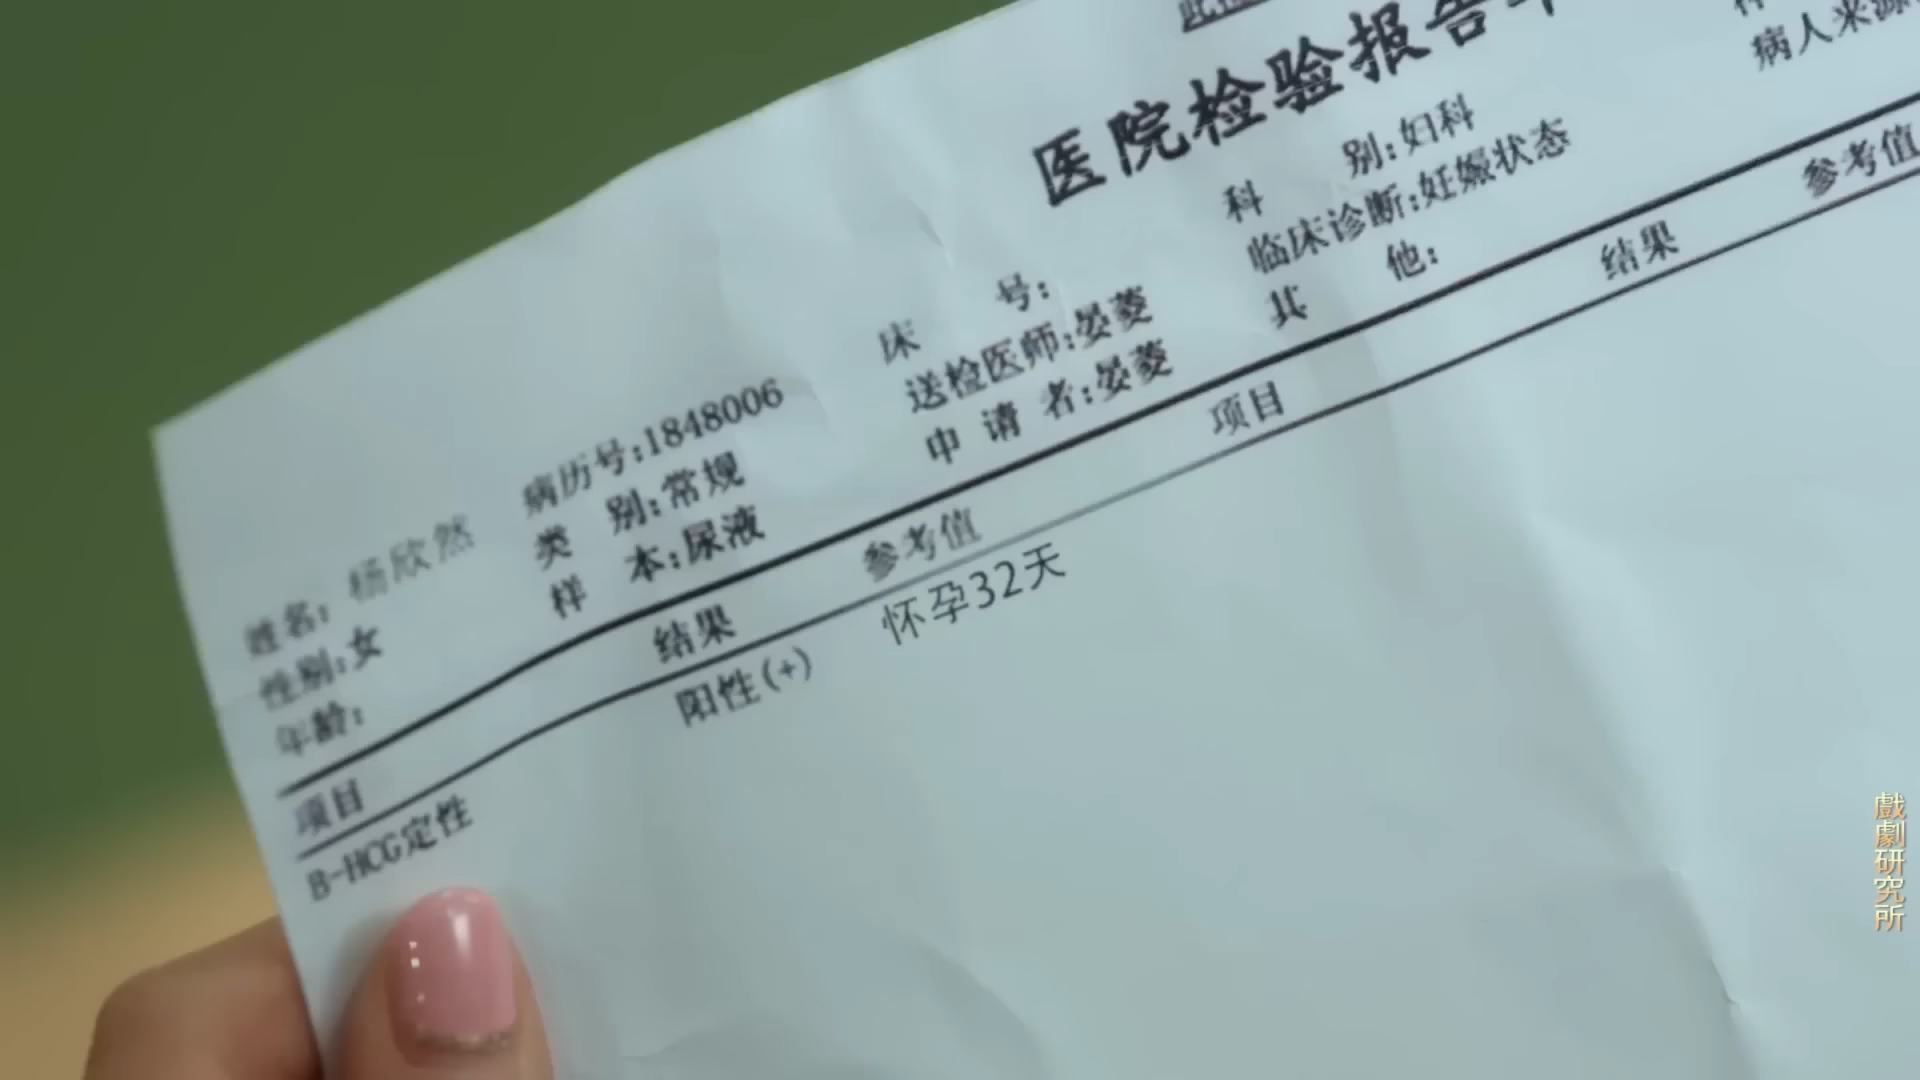 医院检验报告
病人来源
姓名：杨欣然
病历号:1848006
床 号:
科 别:妇科
性别:女
类 别:常规
送检医师:晏菱
临床诊断:妊娠状态
年龄:
样 本:尿液
申 请 者:晏菱
其 他:
项目 结果 参考值 项目 结果 参考值
B-HCG定性 阳性(+) 怀孕32天
戲劇研究所